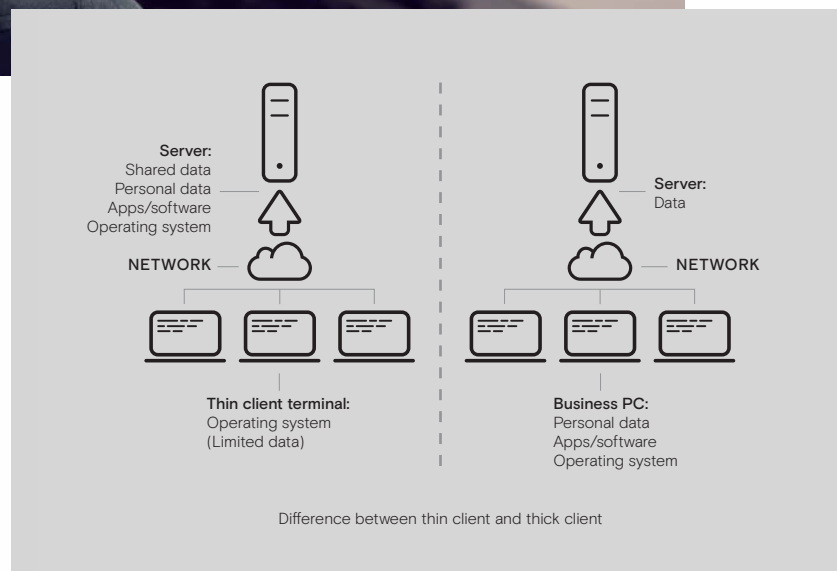 Server:
Shared data
Personal data
Apps/software
Operating system
NETWORK
Thin client terminal:
Operating system
(Limited data)
Server:
Data
NETWORK
Business PC:
Personal data
Apps/software
Operating system
Difference between thin client and thick client